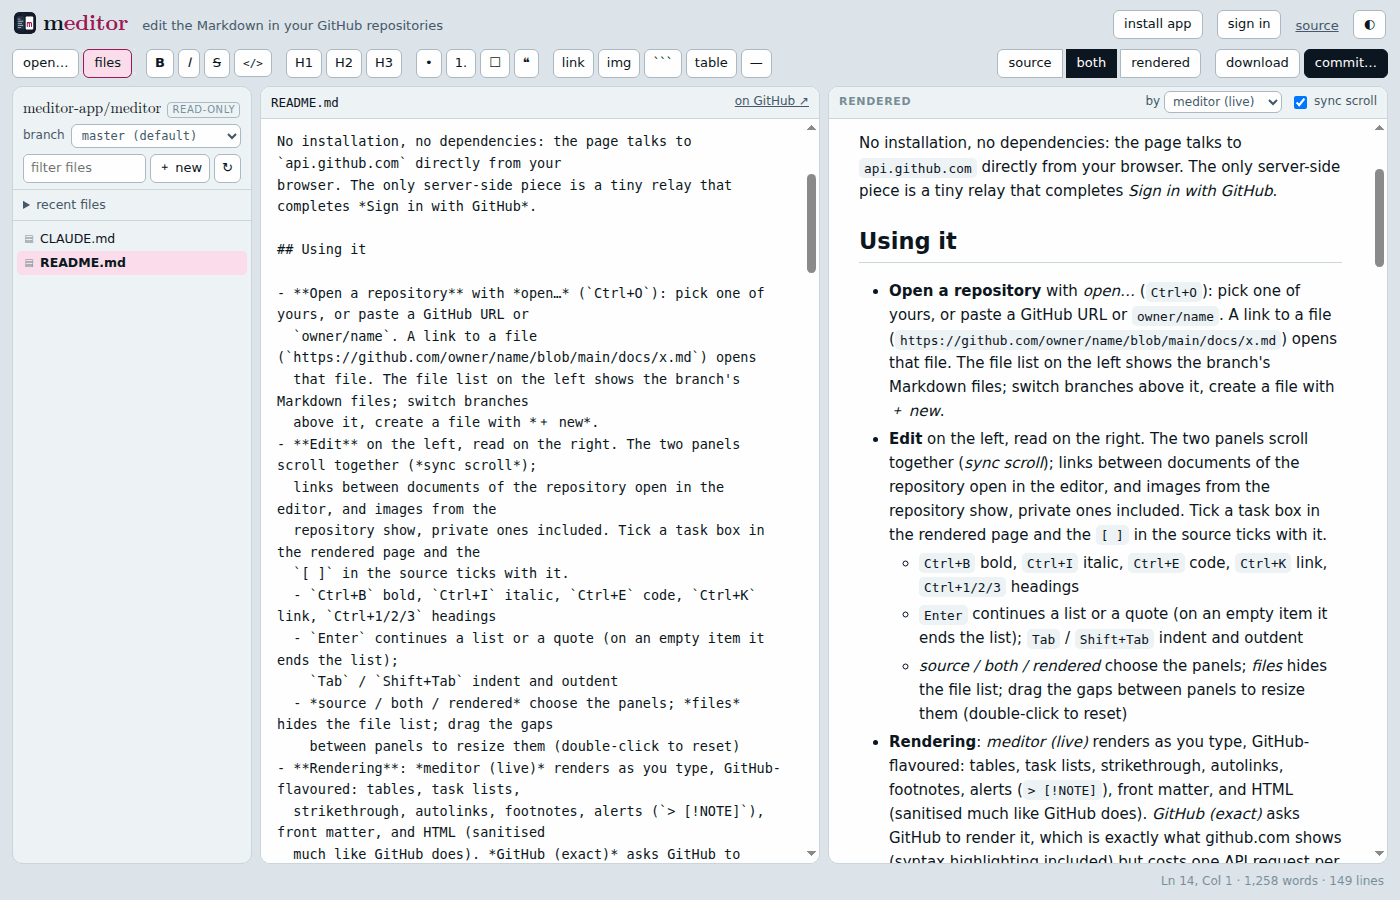 meditor edit the Markdown in your GitHub repositories install app sign in source ◐
open… files B I S </> H1 H2 H3 • 1. ☐ ❝ link img ``` table — source both rendered download commit…
meditor-app/meditor READ-ONLY
branch master (default)
filter files + new ↻
▶ recent files
CLAUDE.md
README.md
README.md on GitHub ↗
No installation, no dependencies: the page talks to
`api.github.com` directly from your
browser. The only server-side piece is a tiny relay that
completes *Sign in with GitHub*.
## Using it
- **Open a repository** with *open…* (`Ctrl+O`): pick one of
yours, or paste a GitHub URL or
`owner/name`. A link to a file
(`https://github.com/owner/name/blob/main/docs/x.md`) opens
that file. The file list on the left shows the branch's
Markdown files; switch branches
above it, create a file with *+ new*.
- **Edit** on the left, read on the right. The two panels
scroll together (*sync scroll*);
links between documents of the repository open in the
editor, and images from the
repository show, private ones included. Tick a task box in
the rendered page and the
`[ ]` in the source ticks with it.
- `Ctrl+B` bold, `Ctrl+I` italic, `Ctrl+E` code, `Ctrl+K`
link, `Ctrl+1/2/3` headings
- `Enter` continues a list or a quote (on an empty item it
ends the list);
`Tab` / `Shift+Tab` indent and outdent
- *source / both / rendered* choose the panels; *files*
hides the file list; drag the gaps
between panels to resize them (double-click to reset)
- **Rendering**: *meditor (live)* renders as you type, GitHub-
flavoured: tables, task lists,
strikethrough, autolinks, footnotes, alerts (`> [!NOTE]`),
front matter, and HTML (sanitised
much like GitHub does). *GitHub (exact)* asks GitHub to
RENDERED by meditor (live) sync scroll
No installation, no dependencies: the page talks to
api.github.com directly from your browser. The only server-side
piece is a tiny relay that completes Sign in with GitHub.
Using it
• Open a repository with open… ( Ctrl+O ): pick one of
yours, or paste a GitHub URL or owner/name . A link to a file
( https://github.com/owner/name/blob/main/docs/x.md ) opens
that file. The file list on the left shows the branch's
Markdown files; switch branches above it, create a file with
+ new.
• Edit on the left, read on the right. The two panels scroll
together (sync scroll); links between documents of the
repository open in the editor, and images from the
repository show, private ones included. Tick a task box in
the rendered page and the [ ] in the source ticks with it.
◦ Ctrl+B bold, Ctrl+I italic, Ctrl+E code, Ctrl+K link,
Ctrl+1/2/3 headings
◦ Enter continues a list or a quote (on an empty item it
ends the list); Tab / Shift+Tab indent and outdent
◦ source / both / rendered choose the panels; files hides
the file list; drag the gaps between panels to resize
them (double-click to reset)
• Rendering: meditor (live) renders as you type, GitHub-
flavoured: tables, task lists, strikethrough, autolinks,
footnotes, alerts ( > [!NOTE] ), front matter, and HTML
(sanitised much like GitHub does). GitHub (exact) asks
GitHub to render it, which is exactly what github.com shows
(syntax highlighting included) but costs one API request per
Ln 14, Col 1 · 1,258 words · 149 lines